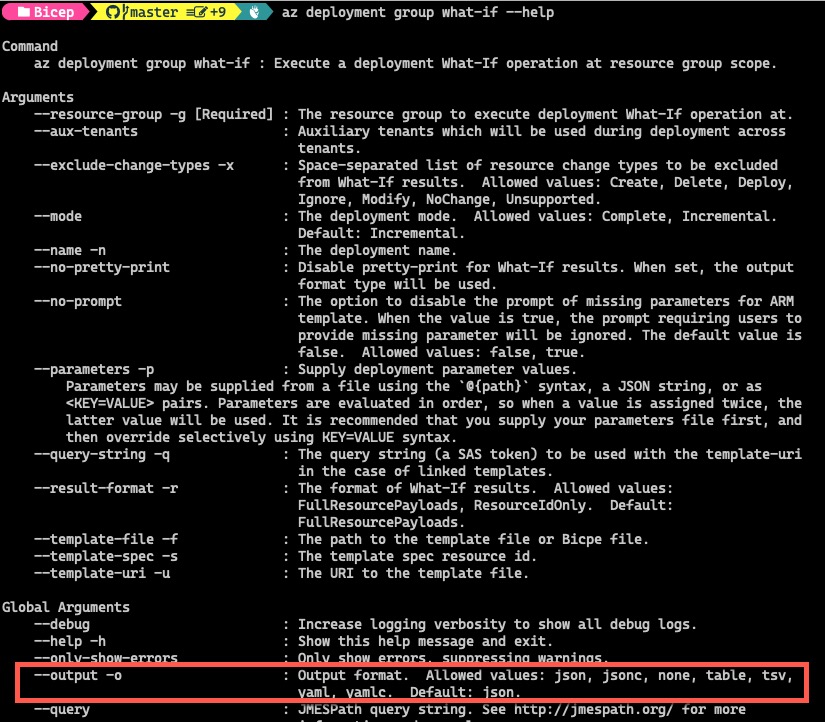 Bicep master +9 az deployment group what-if --help
Command
az deployment group what-if : Execute a deployment What-If operation at resource group scope.
Arguments
--resource-group -g [Required] : The resource group to execute deployment What-If operation at.
--aux-tenants : Auxiliary tenants which will be used during deployment across
tenants.
--exclude-change-types -x : Space-separated list of resource change types to be excluded
from What-If results. Allowed values: Create, Delete, Deploy,
Ignore, Modify, NoChange, Unsupported.
--mode : The deployment mode. Allowed values: Complete, Incremental.
Default: Incremental.
--name -n : The deployment name.
--no-pretty-print : Disable pretty-print for What-If results. When set, the output
format type will be used.
--no-prompt : The option to disable the prompt of missing parameters for ARM
template. When the value is true, the prompt requiring users to
provide missing parameter will be ignored. The default value is
false. Allowed values: false, true.
--parameters -p : Supply deployment parameter values.
Parameters may be supplied from a file using the `@{path}` syntax, a JSON string, or as
<KEY=VALUE> pairs. Parameters are evaluated in order, so when a value is assigned twice, the
latter value will be used. It is recommended that you supply your parameters file first, and
then override selectively using KEY=VALUE syntax.
--query-string -q : The query string (a SAS token) to be used with the template-uri
in the case of linked templates.
--result-format -r : The format of What-If results. Allowed values:
FullResourcePayloads, ResourceIdOnly. Default:
FullResourcePayloads.
--template-file -f : The path to the template file or Bicpe file.
--template-spec -s : The template spec resource id.
--template-uri -u : The URI to the template file.
Global Arguments
--debug : Increase logging verbosity to show all debug logs.
--help -h : Show this help message and exit.
--only-show-errors : Only show errors, suppressing warnings.
--output -o : Output format. Allowed values: json, jsonc, none, table, tsv,
yaml, yamlc. Default: json.
--query : JMESPath query string. See http://jmespath.org/ for more